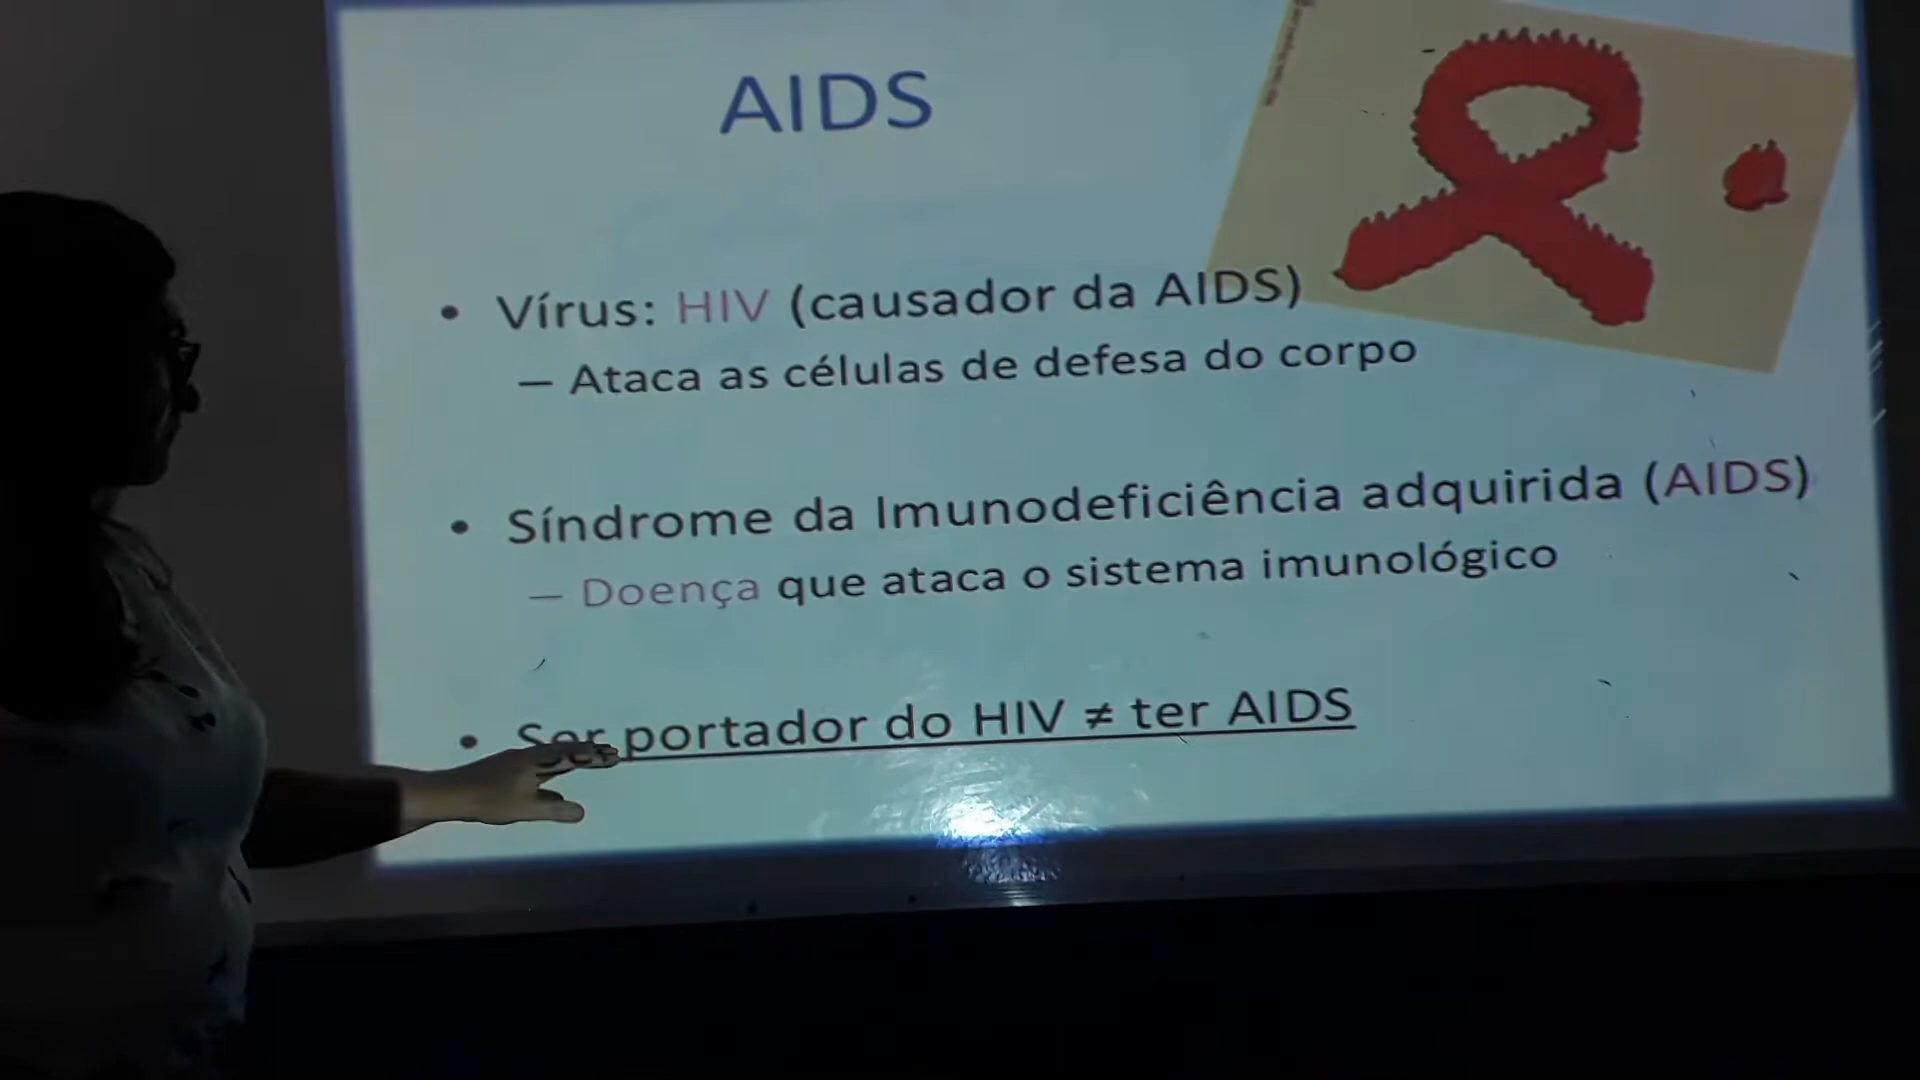 AIDS
• Vírus: HIV (causador da AIDS)
– Ataca as células de defesa do corpo
• Síndrome da Imunodeficiência adquirida (AIDS)
– Doença que ataca o sistema imunológico
• Ser portador do HIV ≠ ter AIDS